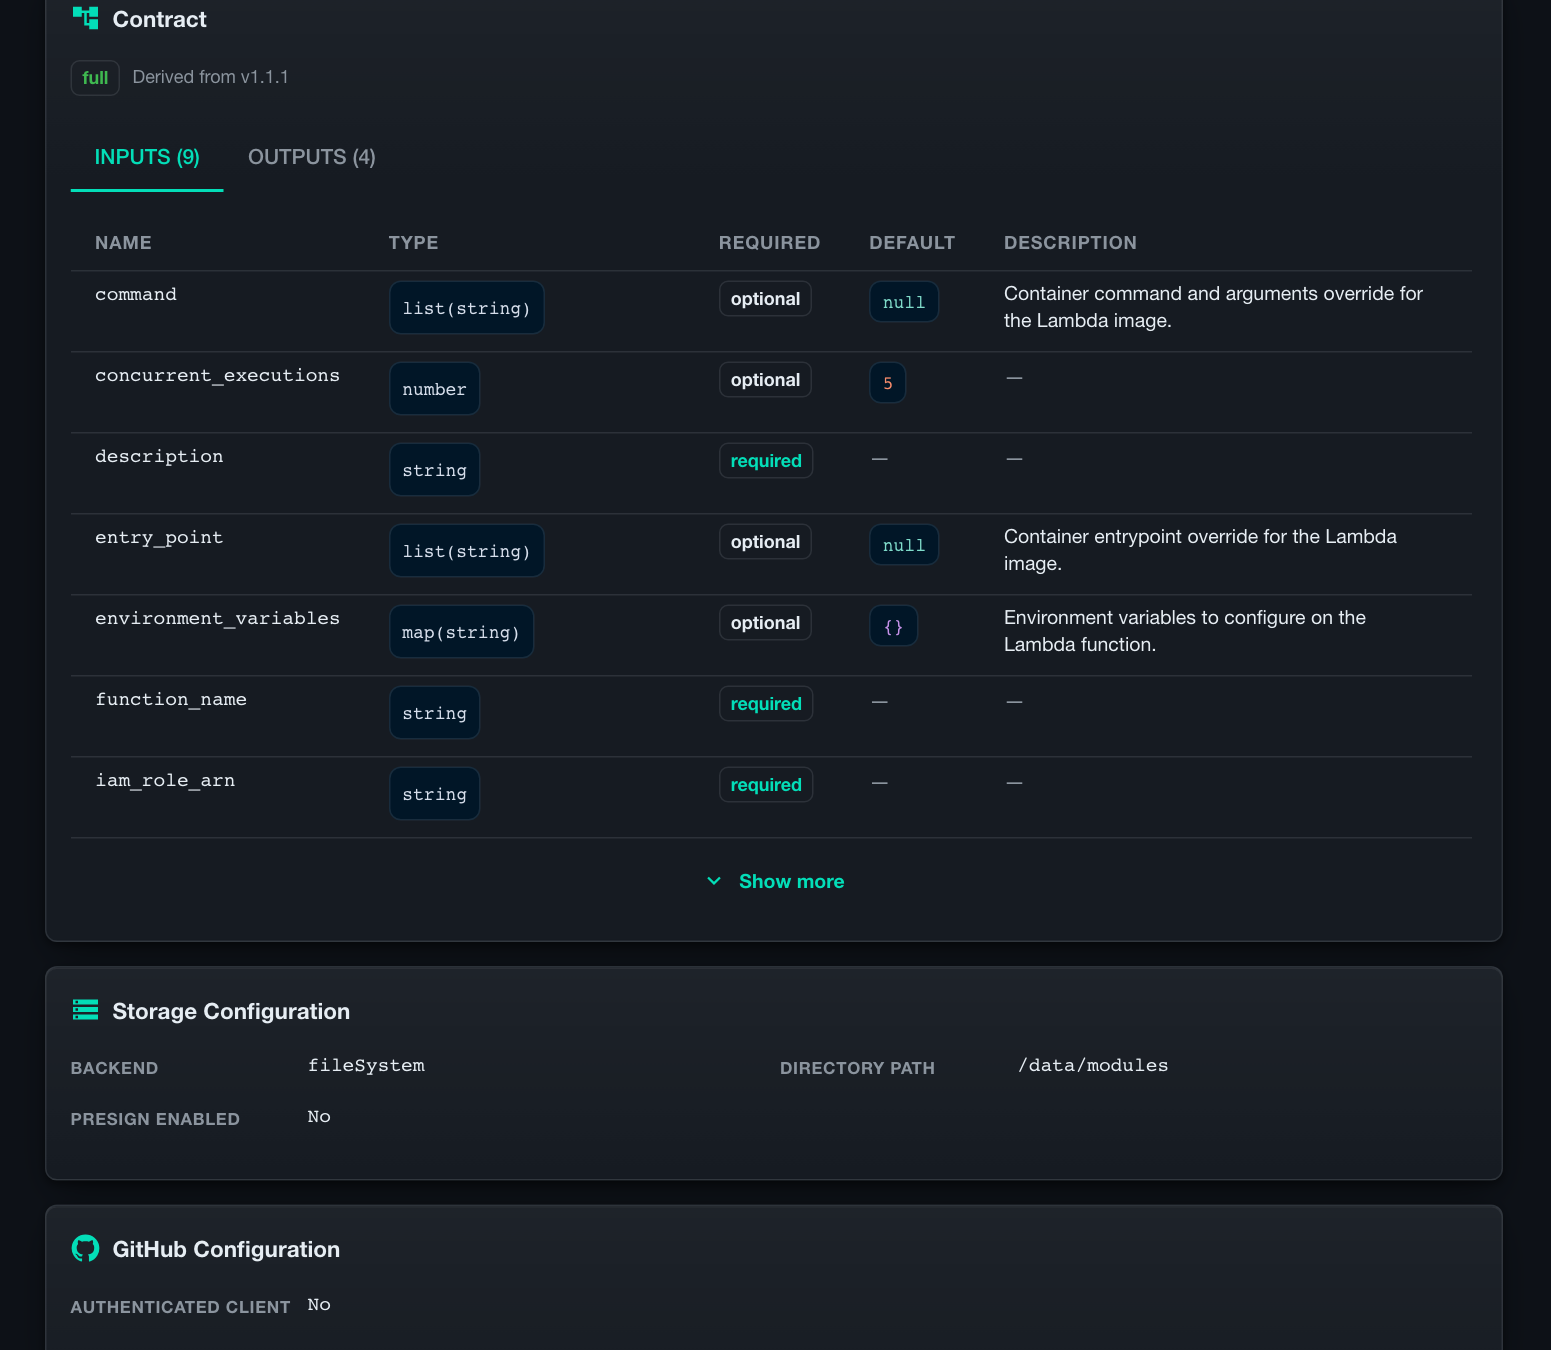 Contract
full Derived from v1.1.1
INPUTS (9) OUTPUTS (4)
NAME TYPE REQUIRED DEFAULT DESCRIPTION
command list(string) optional null Container command and arguments override for
the Lambda image.
concurrent_executions number optional 5 —
description string required — —
entry_point list(string) optional null Container entrypoint override for the Lambda
image.
environment_variables map(string) optional {} Environment variables to configure on the
Lambda function.
function_name string required — —
iam_role_arn string required — —
Show more
Storage Configuration
BACKEND fileSystem DIRECTORY PATH /data/modules
PRESIGN ENABLED No
GitHub Configuration
AUTHENTICATED CLIENT No